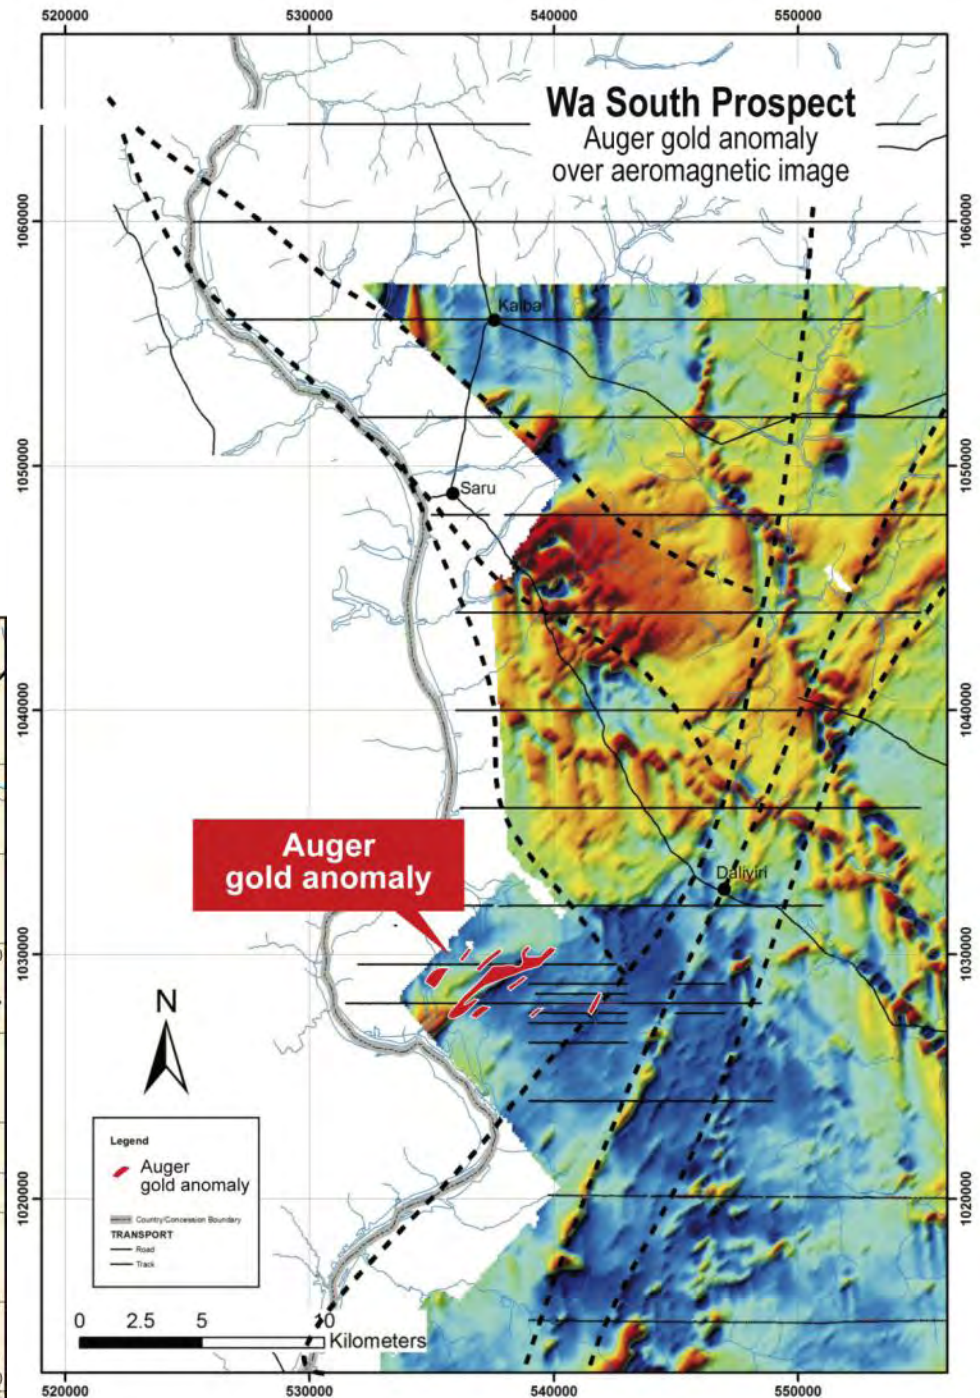 520000 530000 540000 550000
Wa South Prospect
Auger gold anomaly
over aeromagnetic image
1060000 1060000
Kalba
1050000 1050000
Saru
1040000 1040000
Auger
gold anomaly
Daliviri
1030000 1030000
N
Legend
Auger
gold anomaly
Country/Concession Boundary
TRANSPORT
Road
Track
1020000 1020000
0 2.5 5 10
Kilometers
520000 530000 540000 550000